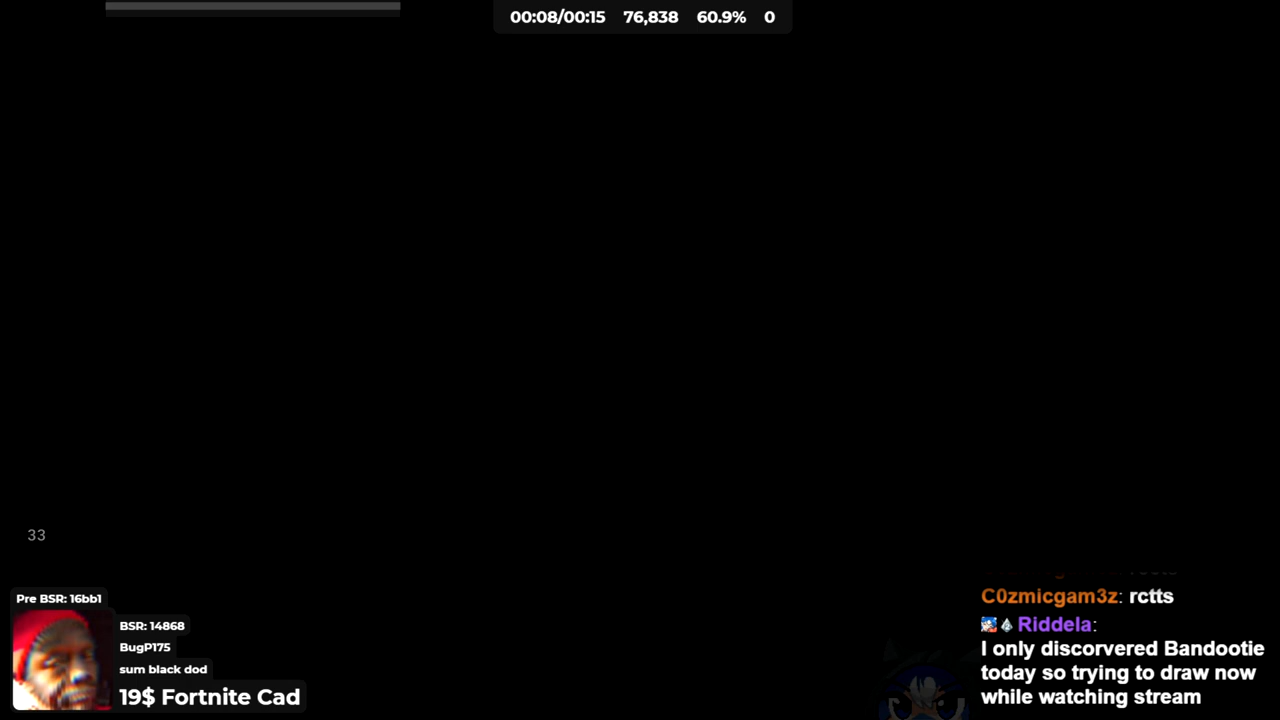 00:08/00:15 76,838 60.9% 0
33
Pre BSR: 16bb1
BSR: 14868
BugP175
sum black dod
19$ Fortnite Cad
C0zmicgam3z: rctts
Riddela:
I only discorvered Bandootie
today so trying to draw now
while watching stream